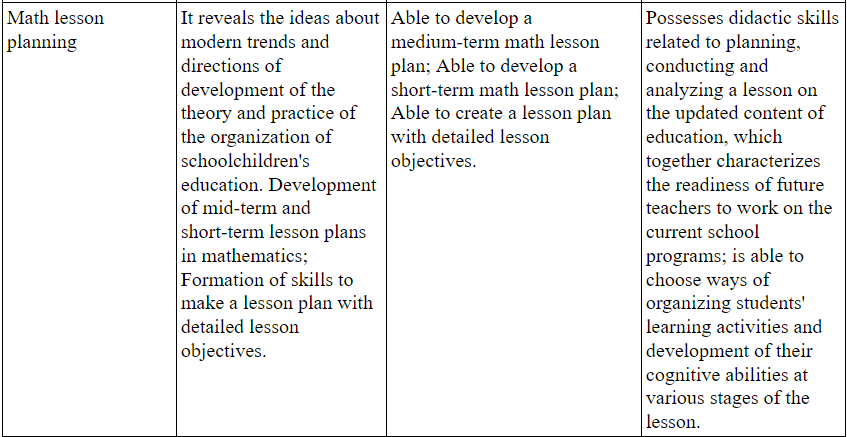 Math lesson
planning
It reveals the ideas about
modern trends and
directions of
development of the
theory and practice of
the organization of
schoolchildren's
education. Development
of mid-term and
short-term lesson plans
in mathematics;
Formation of skills to
make a lesson plan with
detailed lesson
objectives.
Able to develop a
medium-term math lesson
plan; Able to develop a
short-term math lesson plan;
Able to create a lesson plan
with detailed lesson
objectives.
Possesses didactic skills
related to planning,
conducting and
analyzing a lesson on
the updated content of
education, which
together characterizes
the readiness of future
teachers to work on the
current school
programs; is able to
choose ways of
organizing students'
learning activities and
development of their
cognitive abilities at
various stages of the
lesson.